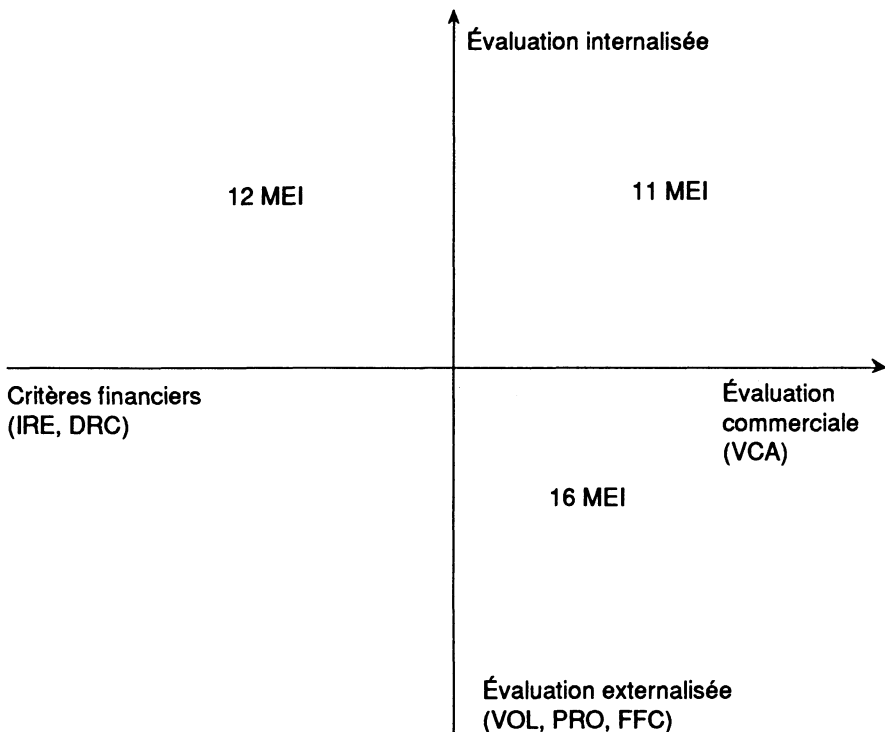 Évaluation internalisée
12 MEI
11 MEI
Critères financiers
(IRE, DRC)
Évaluation
commerciale
(VCA)
16 MEI
Évaluation externalisée
(VOL, PRO, FFC)